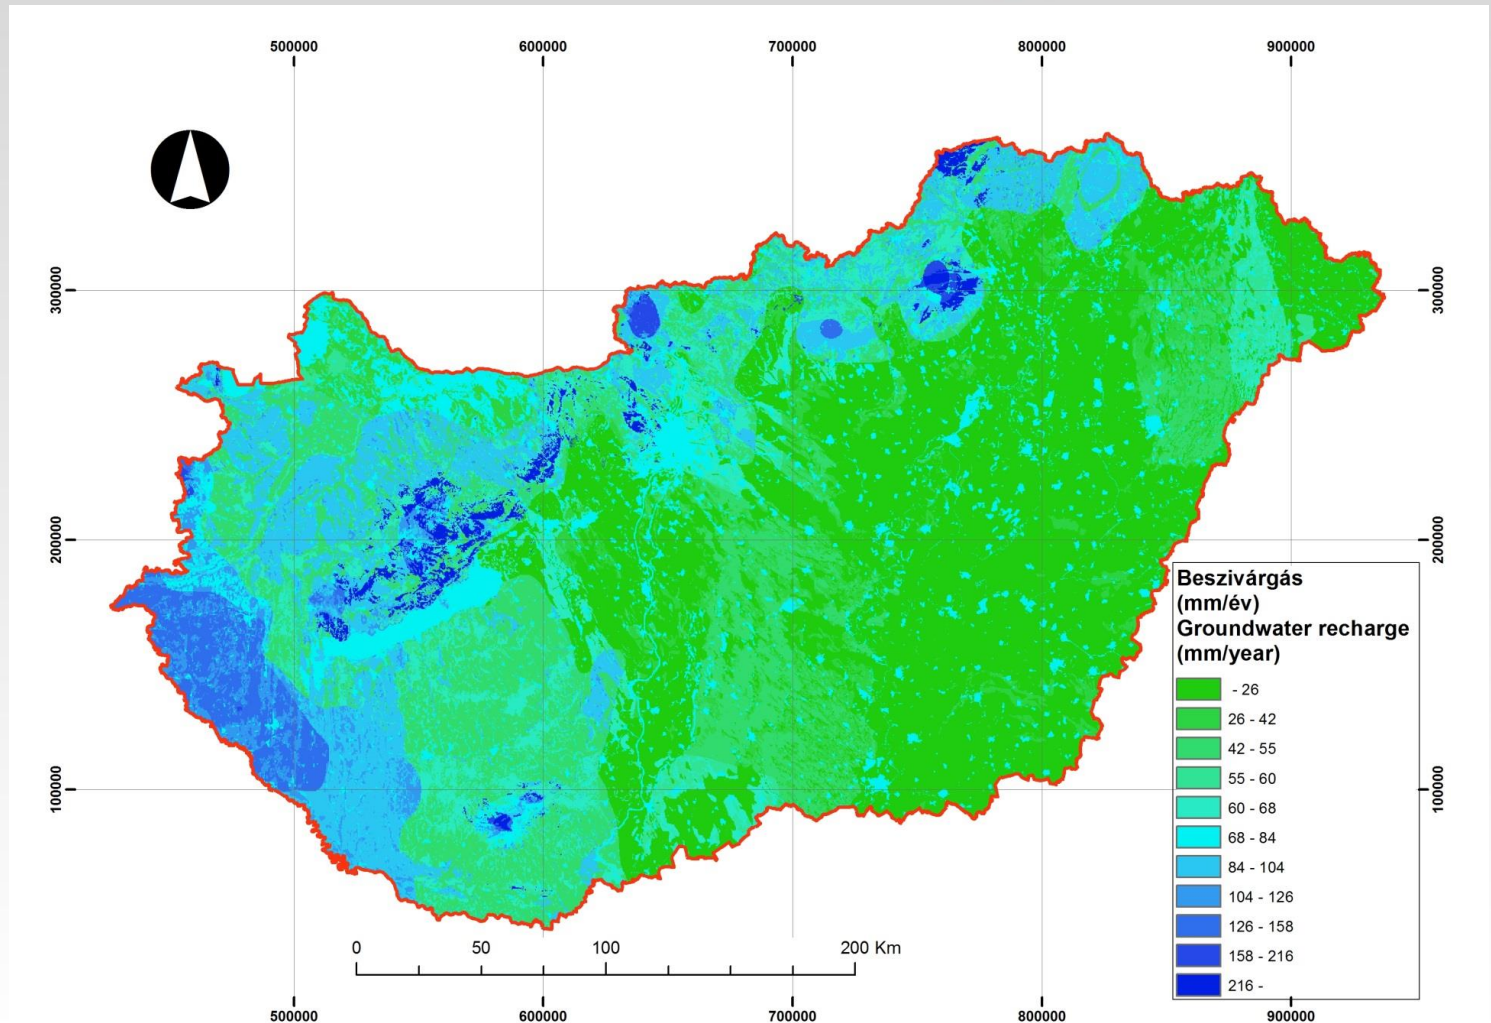 500000 600000 700000 800000 900000
300000 300000
200000 200000
100000 100000
Beszivárgás
(mm/év)
Groundwater recharge
(mm/year)
- 26
26 - 42
42 - 55
55 - 60
60 - 68
68 - 84
84 - 104
104 - 126
126 - 158
158 - 216
216 -
0 50 100 200 Km
500000 600000 700000 800000 900000